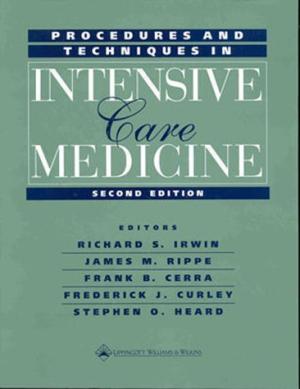 PROCEDURES AND
TECHNIQUES IN
INTENSIVE
Care
MEDICINE
SECOND EDITION
EDITORS
RICHARD S. IRWIN
JAMES M. RIPPE
FRANK B. CERRA
FREDERICK J. CURLEY
STEPHEN O. HEARD
LIPPINCOTT WILLIAMS & WILKINS